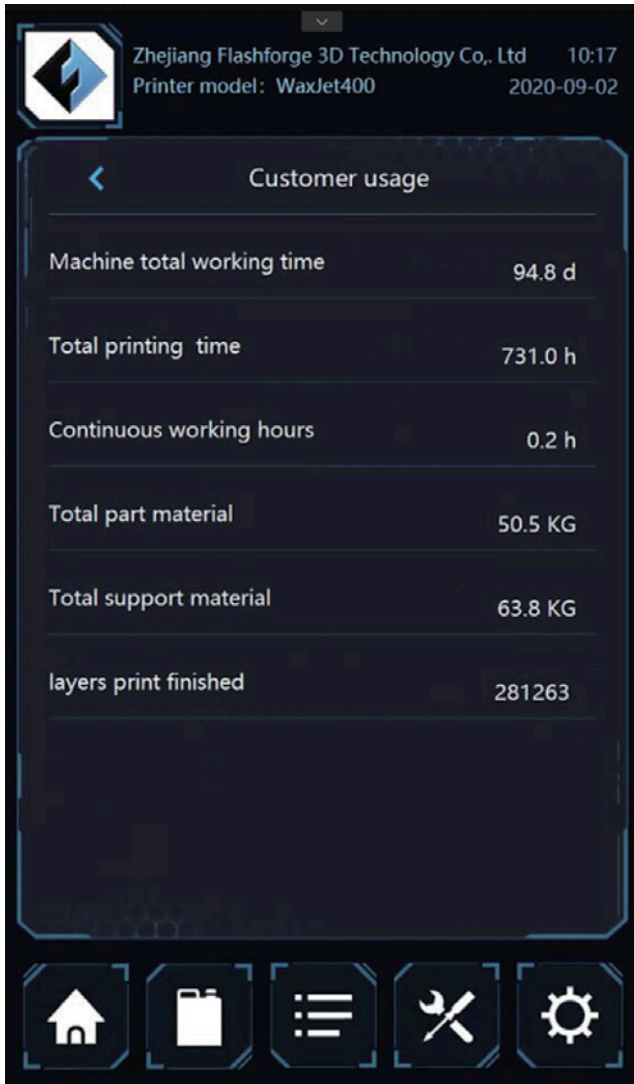 Zhejiang Flashforge 3D Technology Co,. Ltd 10:17
Printer model: WaxJet400 2020-09-02
Customer usage
Machine total working time 94.8 d
Total printing time 731.0 h
Continuous working hours 0.2 h
Total part material 50.5 KG
Total support material 63.8 KG
layers print finished 281263